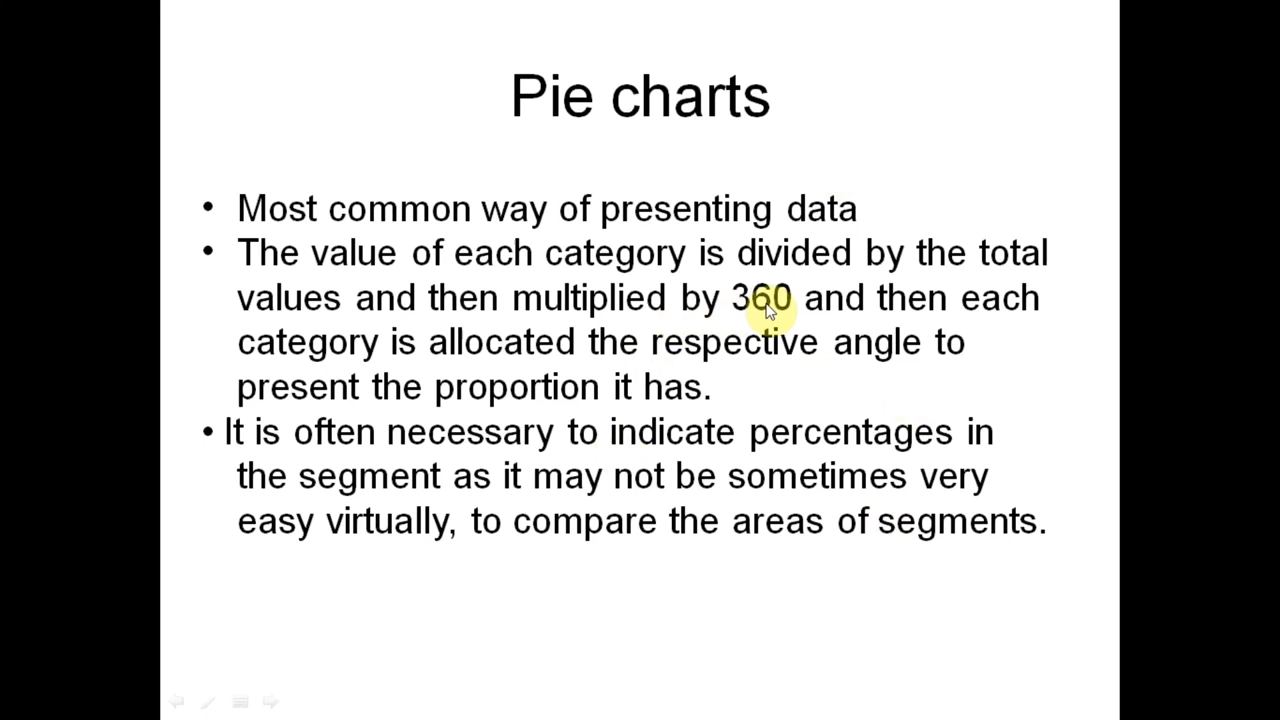 Pie charts
• Most common way of presenting data
• The value of each category is divided by the total
values and then multiplied by 360 and then each
category is allocated the respective angle to
present the proportion it has.
• It is often necessary to indicate percentages in
the segment as it may not be sometimes very
easy virtually, to compare the areas of segments.